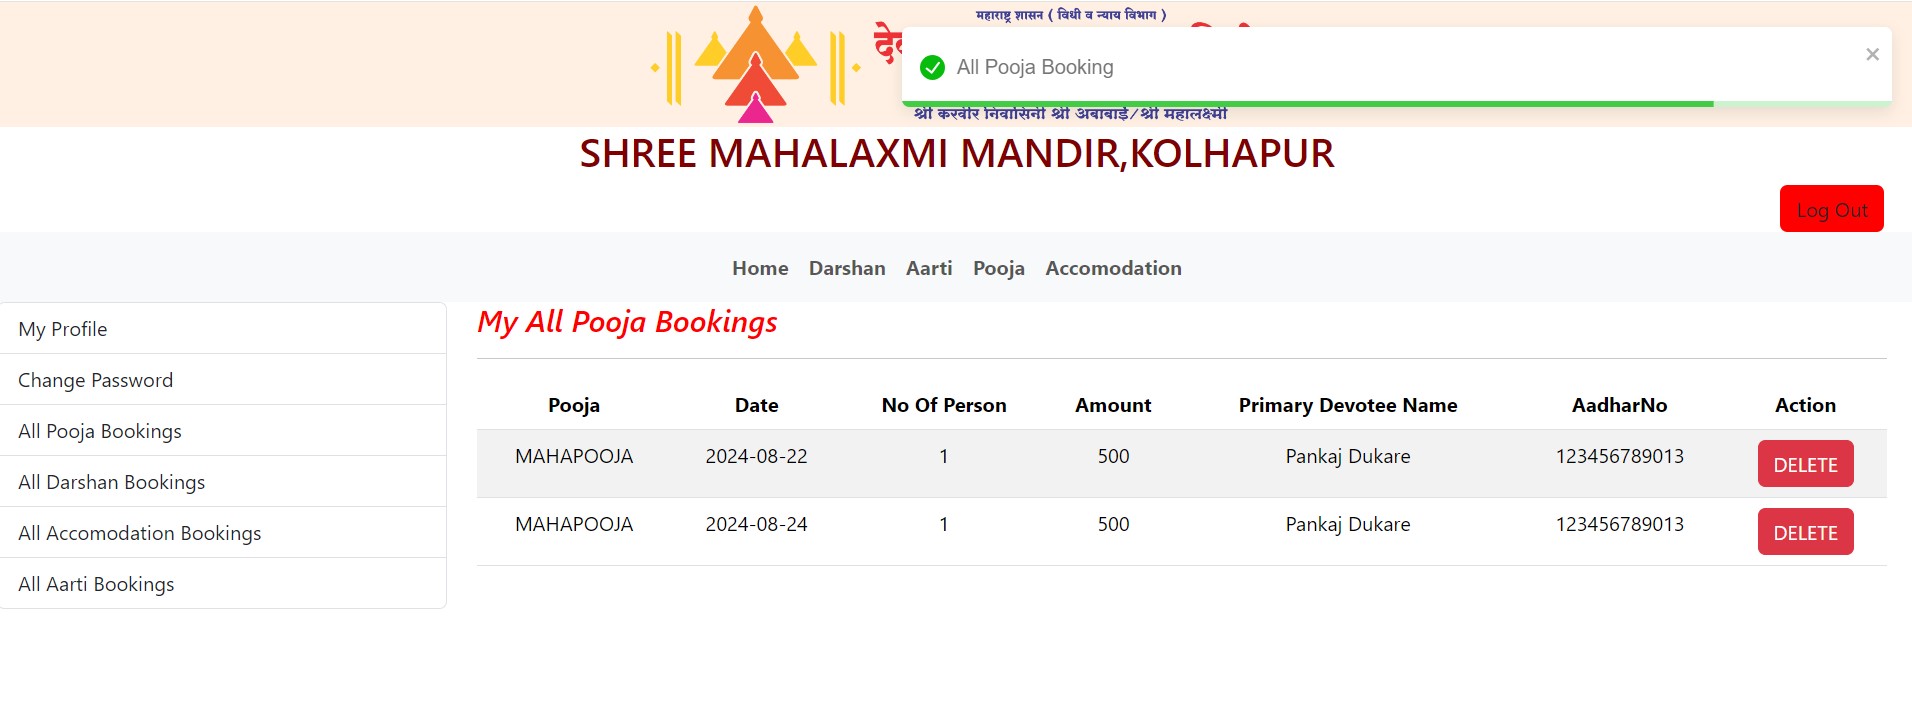 महाराष्ट्र शासन ( विधी व न्याय विभाग )
All Pooja Booking
श्री करवीर निवासिनी श्री अंबाबाई/श्री महालक्ष्मी
SHREE MAHALAXMI MANDIR,KOLHAPUR
Log Out
Home Darshan Aarti Pooja Accomodation
My Profile
Change Password
All Pooja Bookings
All Darshan Bookings
All Accomodation Bookings
All Aarti Bookings
My All Pooja Bookings
Pooja Date No Of Person Amount Primary Devotee Name AadharNo Action
MAHAPOOJA 2024-08-22 1 500 Pankaj Dukare 123456789013 DELETE
MAHAPOOJA 2024-08-24 1 500 Pankaj Dukare 123456789013 DELETE